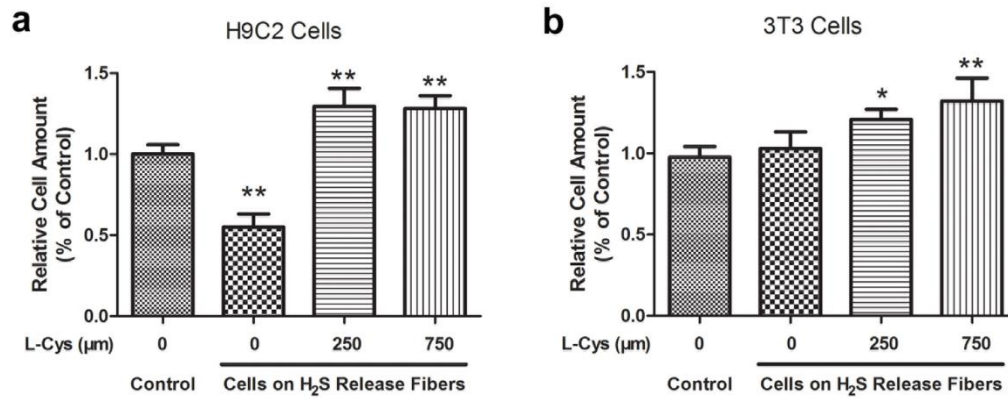 a
H9C2 Cells
Relative Cell Amount
(% of Control)
1.5
1.0
0.5
0.0
**
**
**
L-Cys (µm) 0 0 250 750
Control Cells on H₂S Release Fibers
b
3T3 Cells
Relative Cell Amount
(% of Control)
1.5
1.0
0.5
0.0
*
**
L-Cys (µm) 0 0 250 750
Control Cells on H₂S Release Fibers